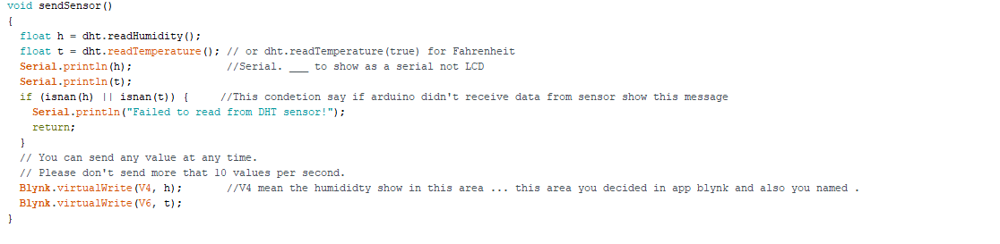 void sendSensor()
{
  float h = dht.readHumidity();
  float t = dht.readTemperature(); // or dht.readTemperature(true) for Fahrenheit
  Serial.println(h);               //Serial. ___ to show as a serial not LCD
  Serial.println(t);
  if (isnan(h) || isnan(t)) {     //This condetion say if arduino didn't receive data from sensor show this message
    Serial.println("Failed to read from DHT sensor!");
    return;
  }
  // You can send any value at any time.
  // Please don't send more that 10 values per second.
  Blynk.virtualWrite(V4, h);       //V4 mean the humididty show in this area ... this area you decided in app blynk and also you named .
  Blynk.virtualWrite(V6, t);
}